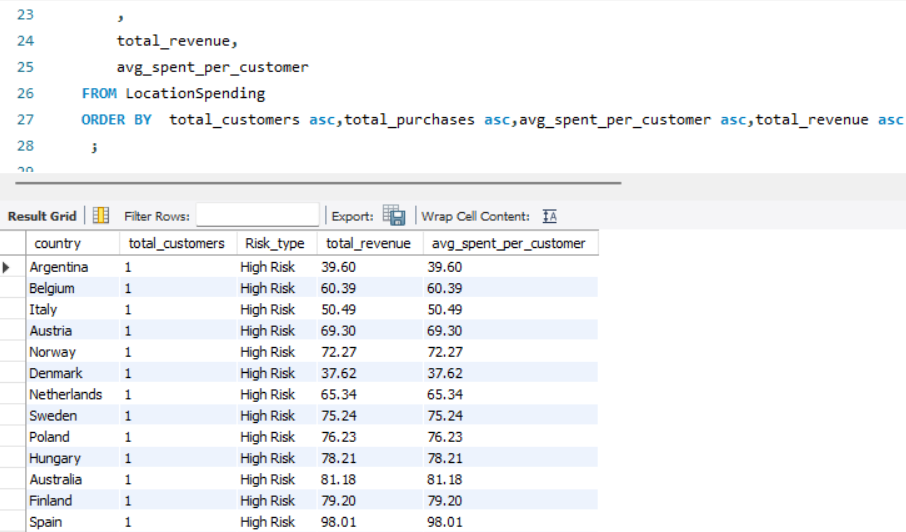 23 ,
24 total_revenue,
25 avg_spent_per_customer
26 FROM LocationSpending
27 ORDER BY total_customers asc,total_purchases asc,avg_spent_per_customer asc,total_revenue asc
28 ;
29
Result Grid Filter Rows: Export: Wrap Cell Content: IA
country total_customers Risk_type total_revenue avg_spent_per_customer
Argentina 1 High Risk 39.60 39.60
Belgium 1 High Risk 60.39 60.39
Italy 1 High Risk 50.49 50.49
Austria 1 High Risk 69.30 69.30
Norway 1 High Risk 72.27 72.27
Denmark 1 High Risk 37.62 37.62
Netherlands 1 High Risk 65.34 65.34
Sweden 1 High Risk 75.24 75.24
Poland 1 High Risk 76.23 76.23
Hungary 1 High Risk 78.21 78.21
Australia 1 High Risk 81.18 81.18
Finland 1 High Risk 79.20 79.20
Spain 1 High Risk 98.01 98.01